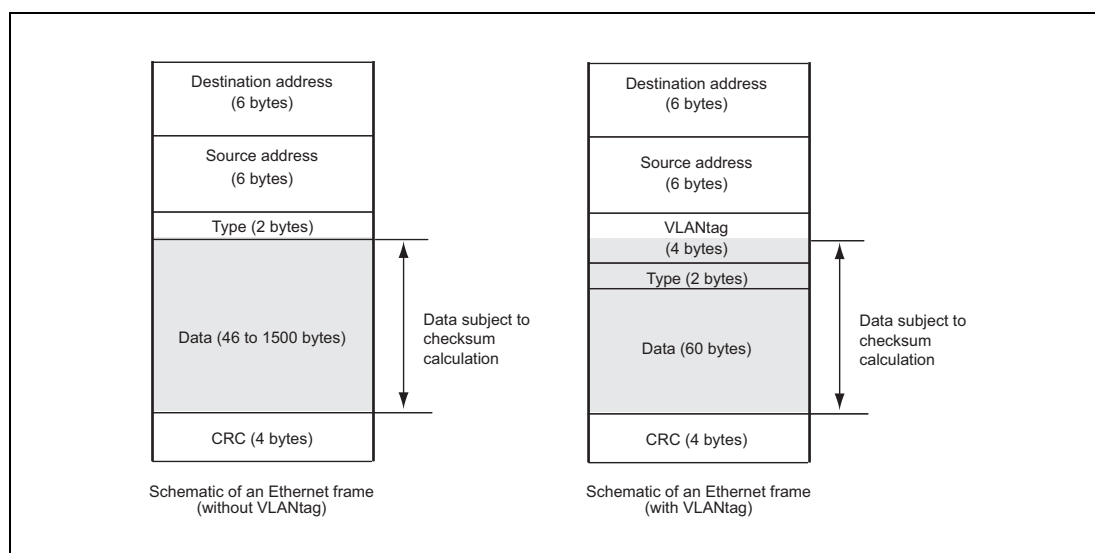 Destination address
(6 bytes)
Source address
(6 bytes)
Type (2 bytes)
Data (46 to 1500 bytes)
CRC (4 bytes)
Data subject to
checksum
calculation
Schematic of an Ethernet frame
(without VLANtag)
Destination address
(6 bytes)
Source address
(6 bytes)
VLANtag
(4 bytes)
Type (2 bytes)
Data (60 bytes)
CRC (4 bytes)
Data subject to
checksum
calculation
Schematic of an Ethernet frame
(with VLANtag)